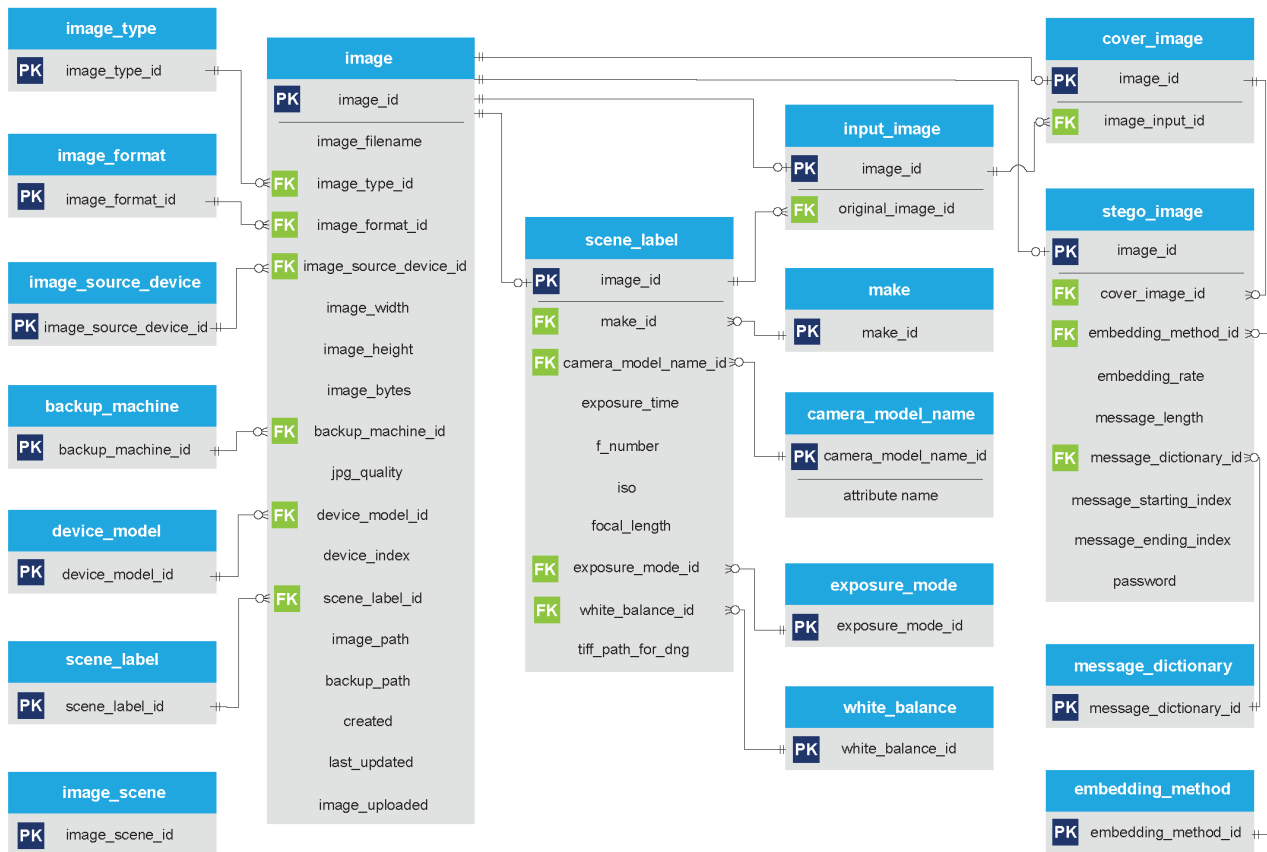 image_type
PK image_type_id
image_format
PK image_format_id
image_source_device
PK image_source_device_id
backup_machine
PK backup_machine_id
device_model
PK device_model_id
scene_label
PK scene_label_id
image_scene
PK image_scene_id
image
PK image_id
image_filename
FK image_type_id
FK image_format_id
FK image_source_device_id
image_width
image_height
image_bytes
FK backup_machine_id
jpg_quality
FK device_model_id
device_index
FK scene_label_id
image_path
backup_path
created
last_updated
image_uploaded
scene_label
PK image_id
FK make_id
FK camera_model_name_id
exposure_time
f_number
iso
focal_length
FK exposure_mode_id
FK white_balance_id
tiff_path_for_dng
input_image
PK image_id
FK original_image_id
make
PK make_id
camera_model_name
PK camera_model_name_id
attribute name
exposure_mode
PK exposure_mode_id
white_balance
PK white_balance_id
cover_image
PK image_id
FK image_input_id
stego_image
PK image_id
FK cover_image_id
FK embedding_method_id
embedding_rate
message_length
FK message_dictionary_id
message_starting_index
message_ending_index
password
message_dictionary
PK message_dictionary_id
embedding_method
PK embedding_method_id